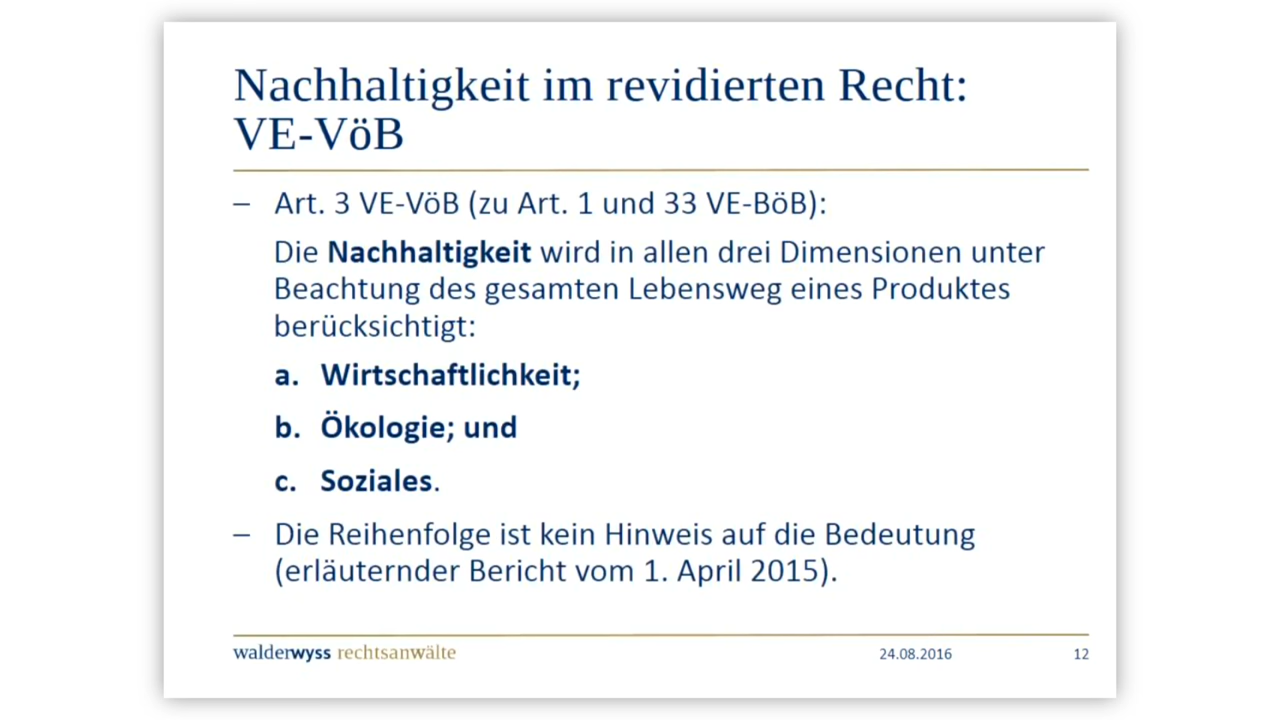 Nachhaltigkeit im revidierten Recht:
VE-VöB
– Art. 3 VE-VöB (zu Art. 1 und 33 VE-BöB):
Die Nachhaltigkeit wird in allen drei Dimensionen unter
Beachtung des gesamten Lebensweg eines Produktes
berücksichtigt:
a. Wirtschaftlichkeit;
b. Ökologie; und
c. Soziales.
– Die Reihenfolge ist kein Hinweis auf die Bedeutung
(erläuternder Bericht vom 1. April 2015).
walderwyss rechtsanwälte 24.08.2016 12